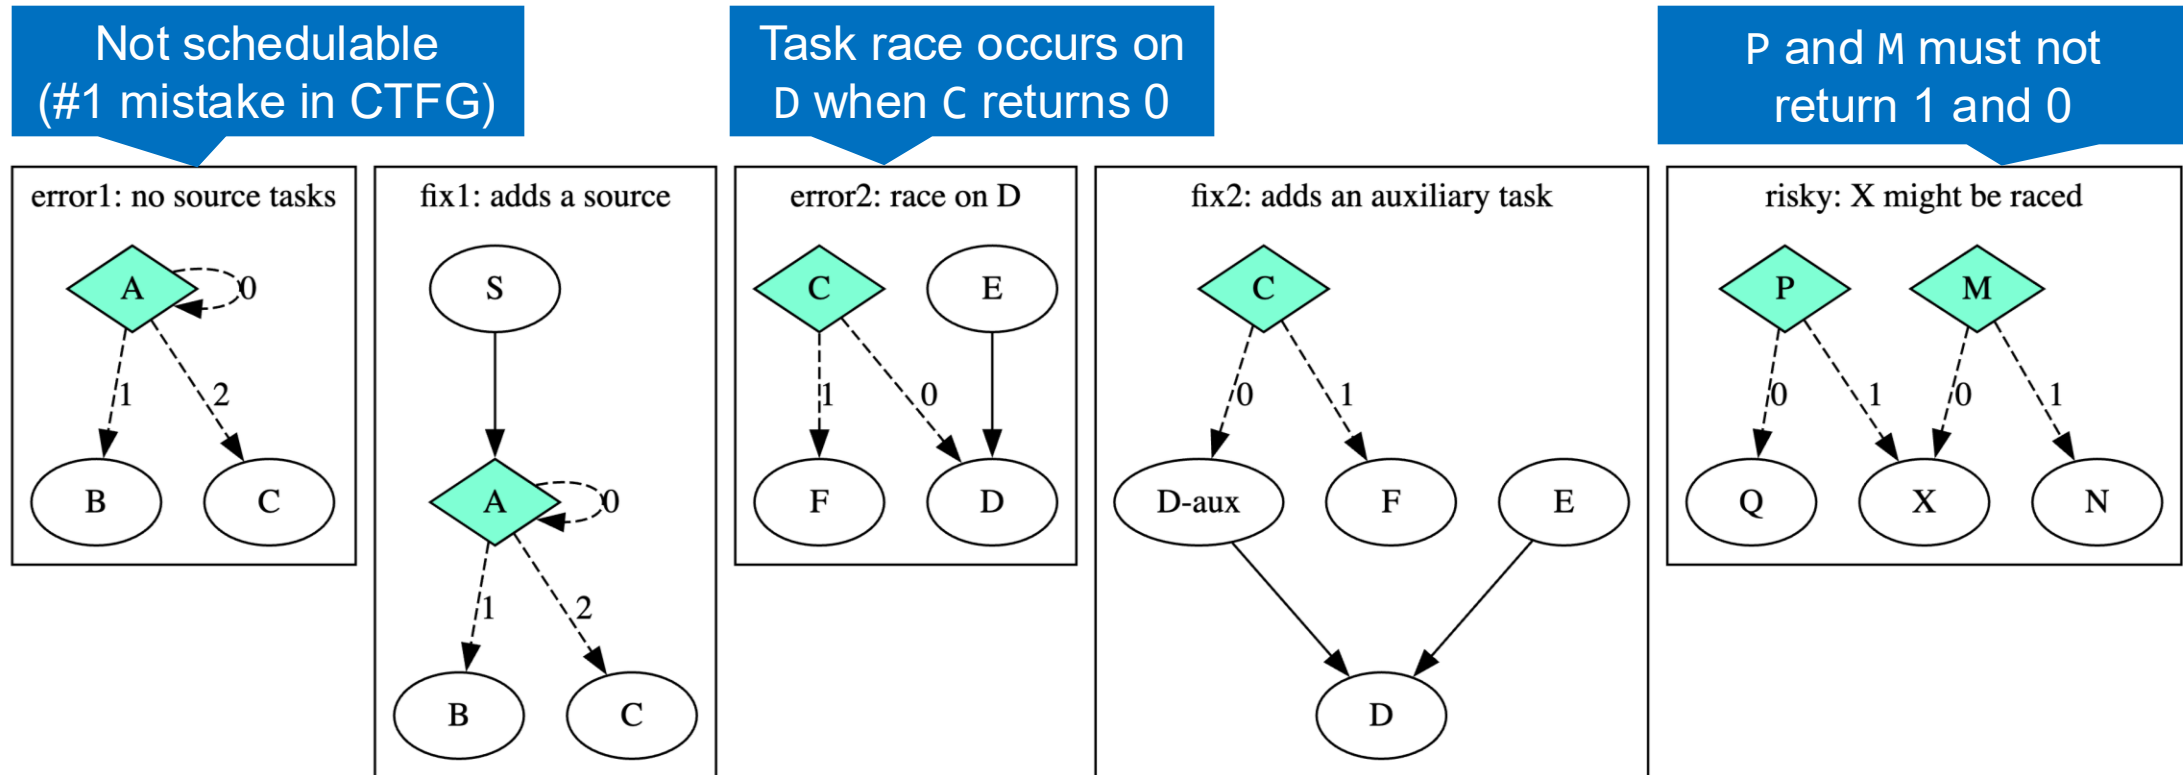 Not schedulable
(#1 mistake in CTFG)
Task race occurs on
D when C returns 0
P and M must not
return 1 and 0
error1: no source tasks
A
0
1
2
B
C
fix1: adds a source
S
A
0
1
2
B
C
error2: race on D
C
E
1
0
F
D
fix2: adds an auxiliary task
C
0
1
D-aux
F
E
D
risky: X might be raced
P
M
0
1
0
1
Q
X
N